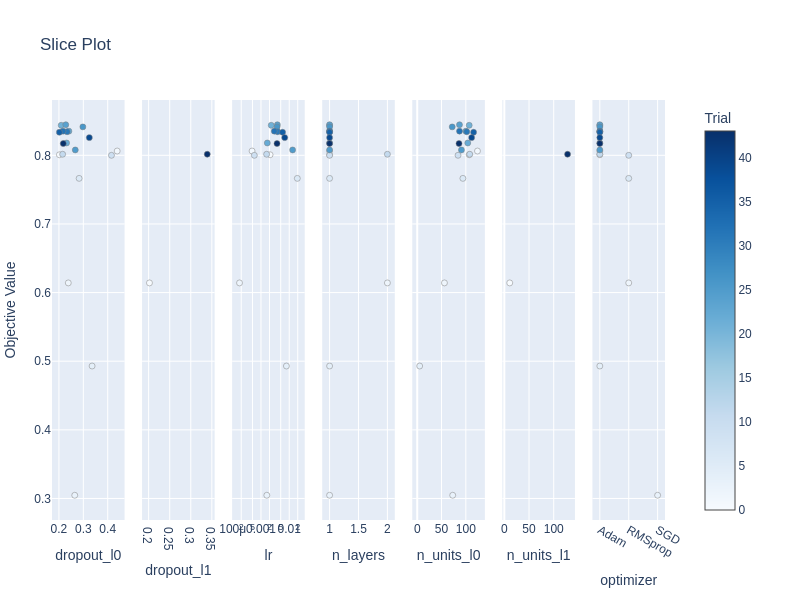 Slice Plot
Trial
Objective Value
0.8
0.7
0.6
0.5
0.4
0.3
0.2 0.3 0.4
dropout_l0
0.2 0.25 0.3 0.35
dropout_l1
lr
1 1.5 2
n_layers
0 50 100
n_units_l0
0 50 100
n_units_l1
Adam RMSprop SGD
optimizer
40
35
30
25
20
15
10
5
0